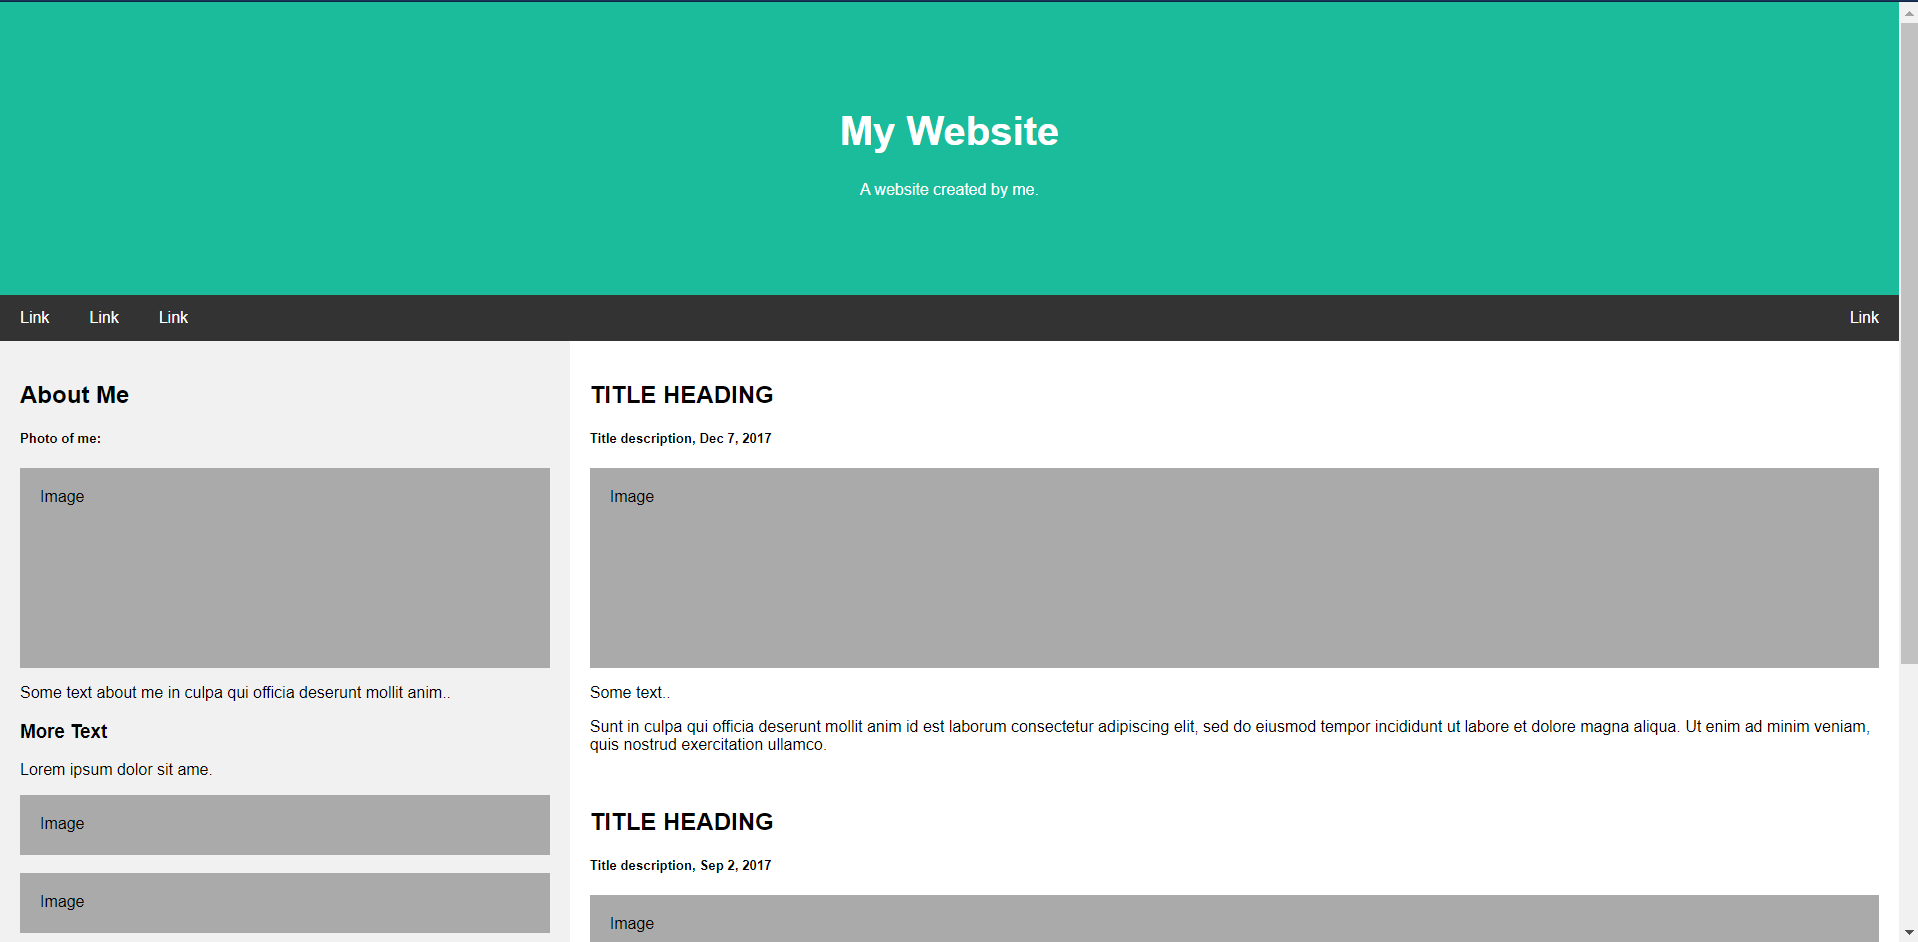 My Website
A website created by me.
Link Link Link Link
About Me
Photo of me:
Image
Some text about me in culpa qui officia deserunt mollit anim..
More Text
Lorem ipsum dolor sit ame.
Image
Image
TITLE HEADING
Title description, Dec 7, 2017
Image
Some text..
Sunt in culpa qui officia deserunt mollit anim id est laborum consectetur adipiscing elit, sed do eiusmod tempor incididunt ut labore et dolore magna aliqua. Ut enim ad minim veniam,
quis nostrud exercitation ullamco.
TITLE HEADING
Title description, Sep 2, 2017
Image